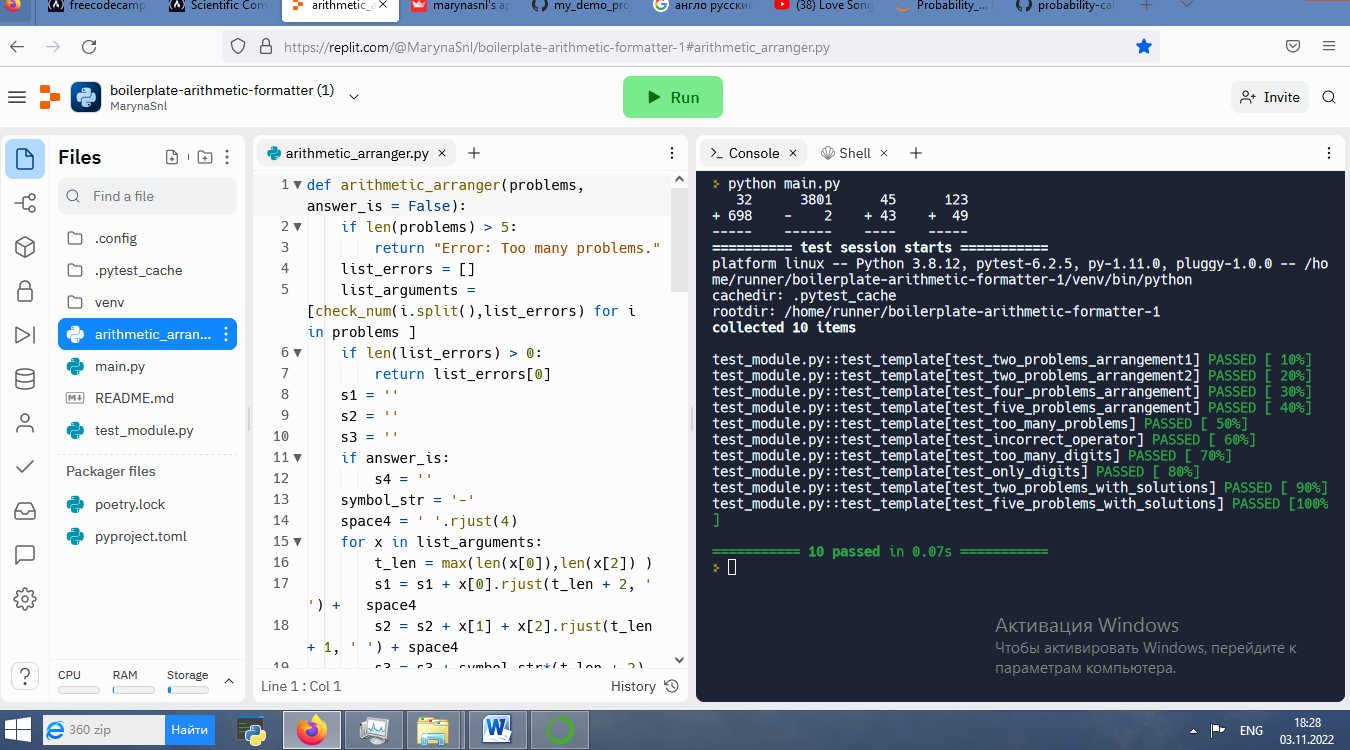 freecodecamp
Scientific Com
arithmetic_a
marynasnl's ap
my_demo_pro
англо русский
(38) Love Song
Probability_...
probability-cal
https://replit.com/@MarynaSnl/boilerplate-arithmetic-formatter-1#arithmetic_arranger.py
boilerplate-arithmetic-formatter (1)
MarynaSnl
Run
Invite
Files
Find a file
.config
.pytest_cache
venv
arithmetic_arran...
main.py
README.md
test_module.py
Packager files
poetry.lock
pyproject.toml
CPU RAM Storage
arithmetic_arranger.py
1 def arithmetic_arranger(problems,
answer_is = False):
2 if len(problems) > 5:
3 return "Error: Too many problems."
4 list_errors = []
5 list_arguments =
[check_num(i.split(),list_errors) for i
in problems ]
6 if len(list_errors) > 0:
7 return list_errors[0]
8 s1 = ''
9 s2 = ''
10 s3 = ''
11 if answer_is:
12 s4 = ''
13 symbol_str = '-'
14 space4 = ' '.rjust(4)
15 for x in list_arguments:
16 t_len = max(len(x[0]),len(x[2]) )
17 s1 = s1 + x[0].rjust(t_len + 2, '
') + space4
18 s2 = s2 + x[1] + x[2].rjust(t_len
+ 1, ' ') + space4
19 s3 = s3 + symbol_str*(t_len + 2)
Line 1 : Col 1
History
Console
Shell
python main.py
32 3801 45 123
+ 698 - 2 + 43 + 49
----- ------ ---- -----
========== test session starts ===========
platform linux -- Python 3.8.12, pytest-6.2.5, py-1.11.0, pluggy-1.0.0 -- /ho
me/runner/boilerplate-arithmetic-formatter-1/venv/bin/python
cachedir: .pytest_cache
rootdir: /home/runner/boilerplate-arithmetic-formatter-1
collected 10 items
test_module.py::test_template[test_two_problems_arrangement1] PASSED [ 10%]
test_module.py::test_template[test_two_problems_arrangement2] PASSED [ 20%]
test_module.py::test_template[test_four_problems_arrangement] PASSED [ 30%]
test_module.py::test_template[test_five_problems_arrangement] PASSED [ 40%]
test_module.py::test_template[test_too_many_problems] PASSED [ 50%]
test_module.py::test_template[test_incorrect_operator] PASSED [ 60%]
test_module.py::test_template[test_too_many_digits] PASSED [ 70%]
test_module.py::test_template[test_only_digits] PASSED [ 80%]
test_module.py::test_template[test_two_problems_with_solutions] PASSED [ 90%]
test_module.py::test_template[test_five_problems_with_solutions] PASSED [100%
]
=========== 10 passed in 0.07s ===========
Активация Windows
Чтобы активировать Windows, перейдите к
параметрам компьютера.
360 zip
Найти
ENG
18:28
03.11.2022